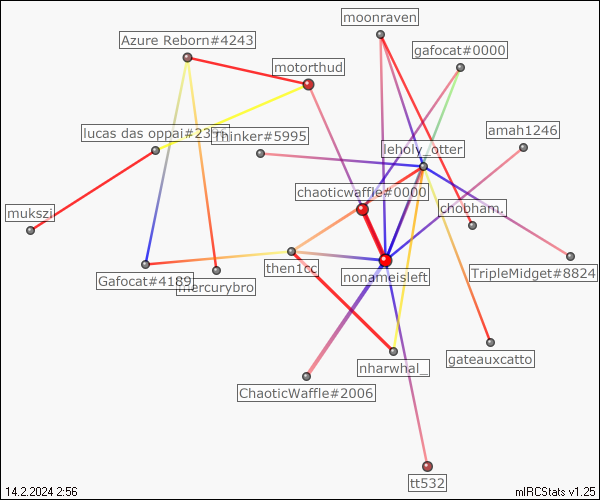 moonraven
Azure Reborn#4243
gafocat#0000
motorthud
lucas das oppai#23
Thinker#5995
amah1246
leholy_otter
chaoticwaffle#0000
mukszi
chobham.
then1cc
nonameisleft
TripleMidget#8824
Gafocat#4189
mercurybro
nharwhal_
gateauxcatto
ChaoticWaffle#2006
tt532
14.2.2024 2:56
mIRCStats v1.25